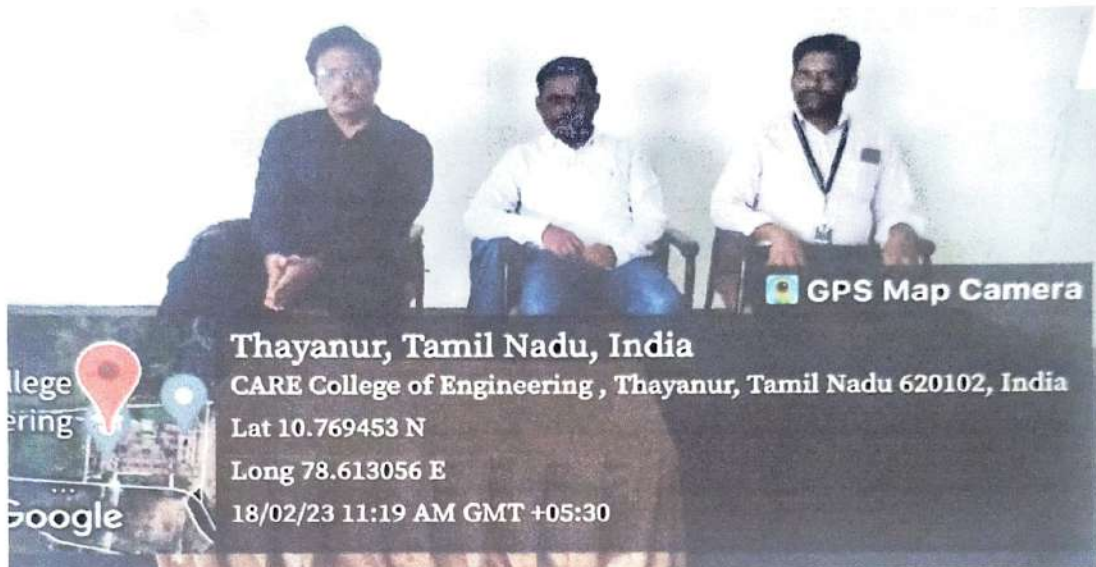 GPS Map Camera
Thayanur, Tamil Nadu, India
CARE College of Engineering , Thayanur, Tamil Nadu 620102, India
Lat 10.769453 N
Long 78.613056 E
18/02/23 11:19 AM GMT +05:30
llege
ering
Google